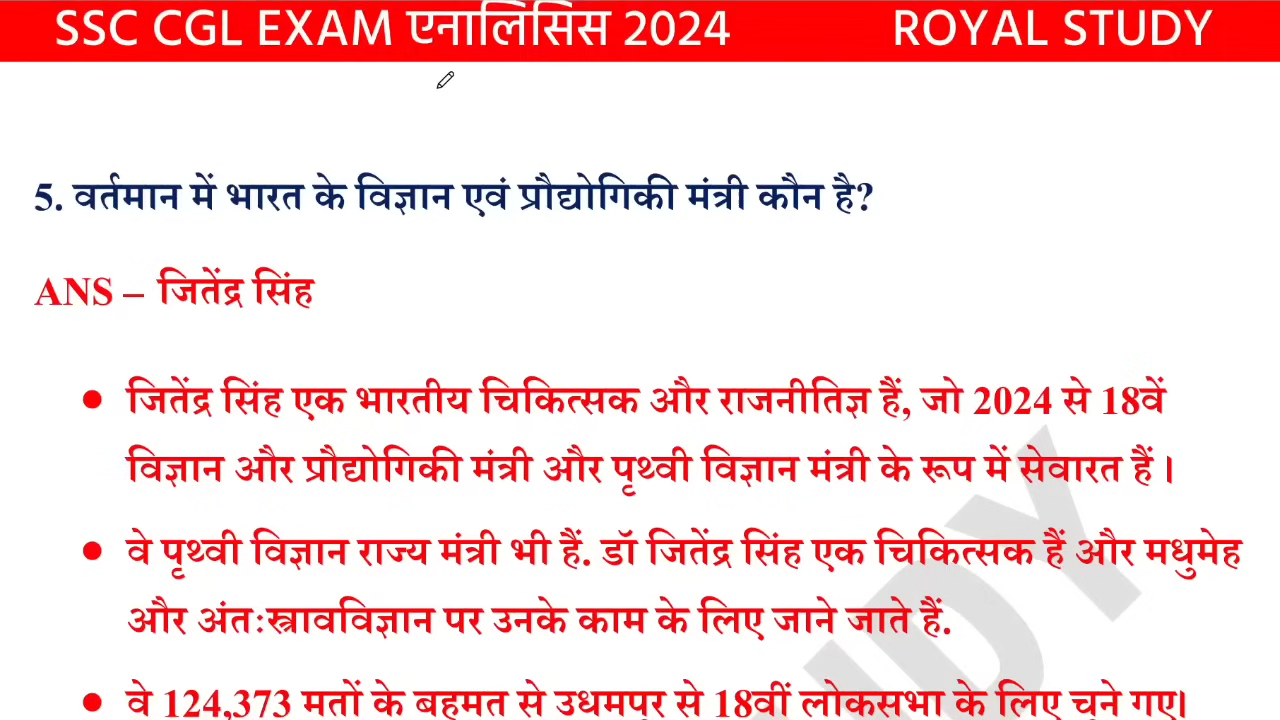 SSC CGL EXAM एनालिसिस 2024 ROYAL STUDY
5. वर्तमान में भारत के विज्ञान एवं प्रौद्योगिकी मंत्री कौन है?
ANS – जितेंद्र सिंह
• जितेंद्र सिंह एक भारतीय चिकित्सक और राजनीतिज्ञ हैं, जो 2024 से 18वें
विज्ञान और प्रौद्योगिकी मंत्री और पृथ्वी विज्ञान मंत्री के रूप में सेवारत हैं।
• वे पृथ्वी विज्ञान राज्य मंत्री भी हैं. डॉ जितेंद्र सिंह एक चिकित्सक हैं और मधुमेह
और अंतःस्त्रावविज्ञान पर उनके काम के लिए जाने जाते हैं.
• वे 124,373 मतों के बहुमत से उधमपुर से 18वीं लोकसभा के लिए चुने गए।
UDY